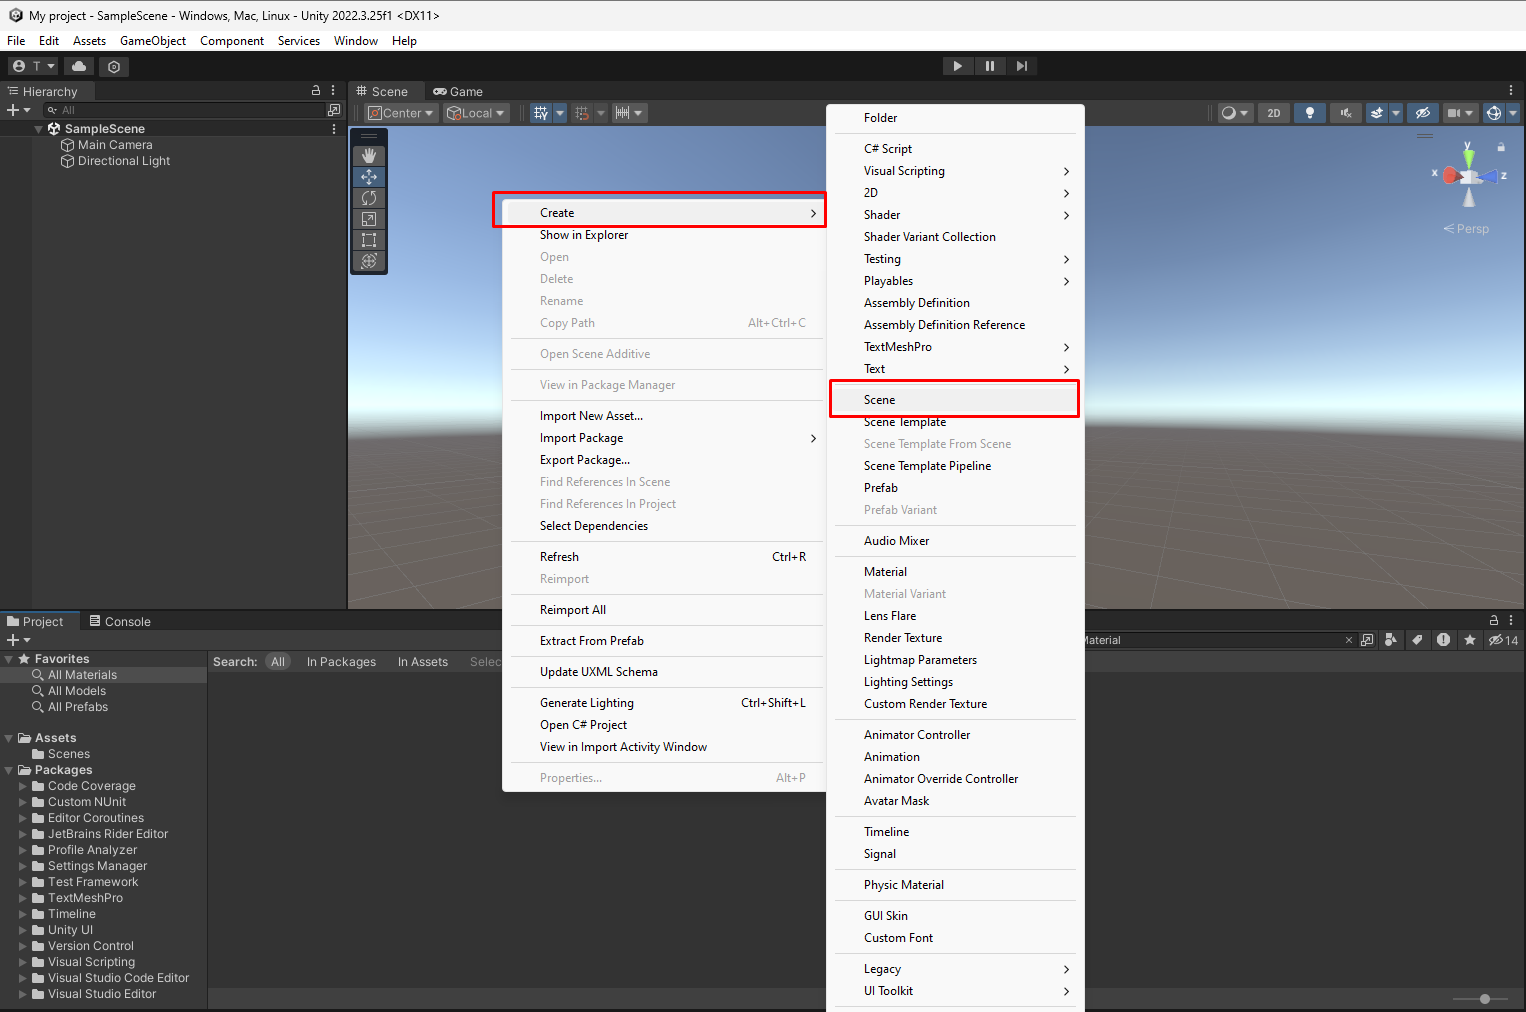 My project - SampleScene - Windows, Mac, Linux - Unity 2022.3.25f1 <DX11>
File Edit Assets GameObject Component Services Window Help
T
Hierarchy
All
SampleScene
Main Camera
Directional Light
Scene Game
Center Local
2D
y
x
z
Persp
Create
Show in Explorer
Open
Delete
Rename
Copy Path Alt+Ctrl+C
Open Scene Additive
View in Package Manager
Import New Asset...
Import Package
Export Package...
Find References In Scene
Find References In Project
Select Dependencies
Refresh Ctrl+R
Reimport
Reimport All
Extract From Prefab
Update UXML Schema
Generate Lighting Ctrl+Shift+L
Open C# Project
View in Import Activity Window
Properties... Alt+P
Folder
C# Script
Visual Scripting
2D
Shader
Shader Variant Collection
Testing
Playables
Assembly Definition
Assembly Definition Reference
TextMeshPro
Text
Scene
Scene Template
Scene Template From Scene
Scene Template Pipeline
Prefab
Prefab Variant
Audio Mixer
Material
Material Variant
Lens Flare
Render Texture
Lightmap Parameters
Lighting Settings
Custom Render Texture
Animator Controller
Animation
Animator Override Controller
Avatar Mask
Timeline
Signal
Physic Material
GUI Skin
Custom Font
Legacy
UI Toolkit
Project Console
Material
14
Favorites
All Materials
All Models
All Prefabs
Assets
Scenes
Packages
Code Coverage
Custom NUnit
Editor Coroutines
JetBrains Rider Editor
Profile Analyzer
Settings Manager
Test Framework
TextMeshPro
Timeline
Unity UI
Version Control
Visual Scripting
Visual Studio Code Editor
Visual Studio Editor
Search: All In Packages In Assets Selec